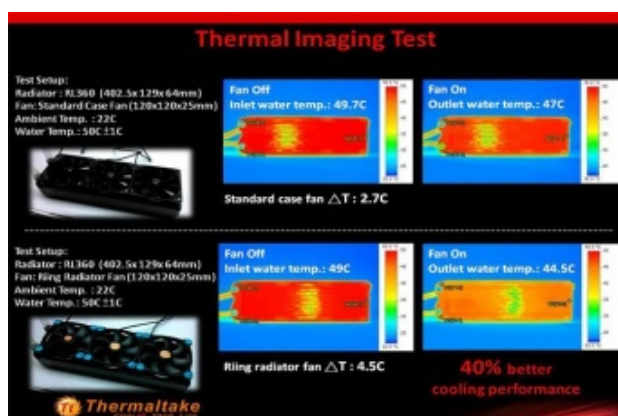 Thermal Imaging Test
Test Setup:
Radiator : RL360 (402.5x129x64mm)
Fan: Standard Case Fan (120x120x25mm)
Ambient Temp. : 22C
Water Temp. : 50C ±1C
Fan Off
Inlet water temp.: 49.7C
Fan On
Outlet water temp.: 47C
Standard case fan △T : 2.7C
Test Setup:
Radiator : RL360 (402.5x129x64mm)
Fan: Riing Radiator Fan (120x120x25mm)
Ambient Temp. : 22C
Water Temp. : 50C ±1C
Fan Off
Inlet water temp.: 49C
Fan On
Outlet water temp.: 44.5C
Riing radiator fan △T : 4.5C
40% better
cooling performance
Tt Thermaltake